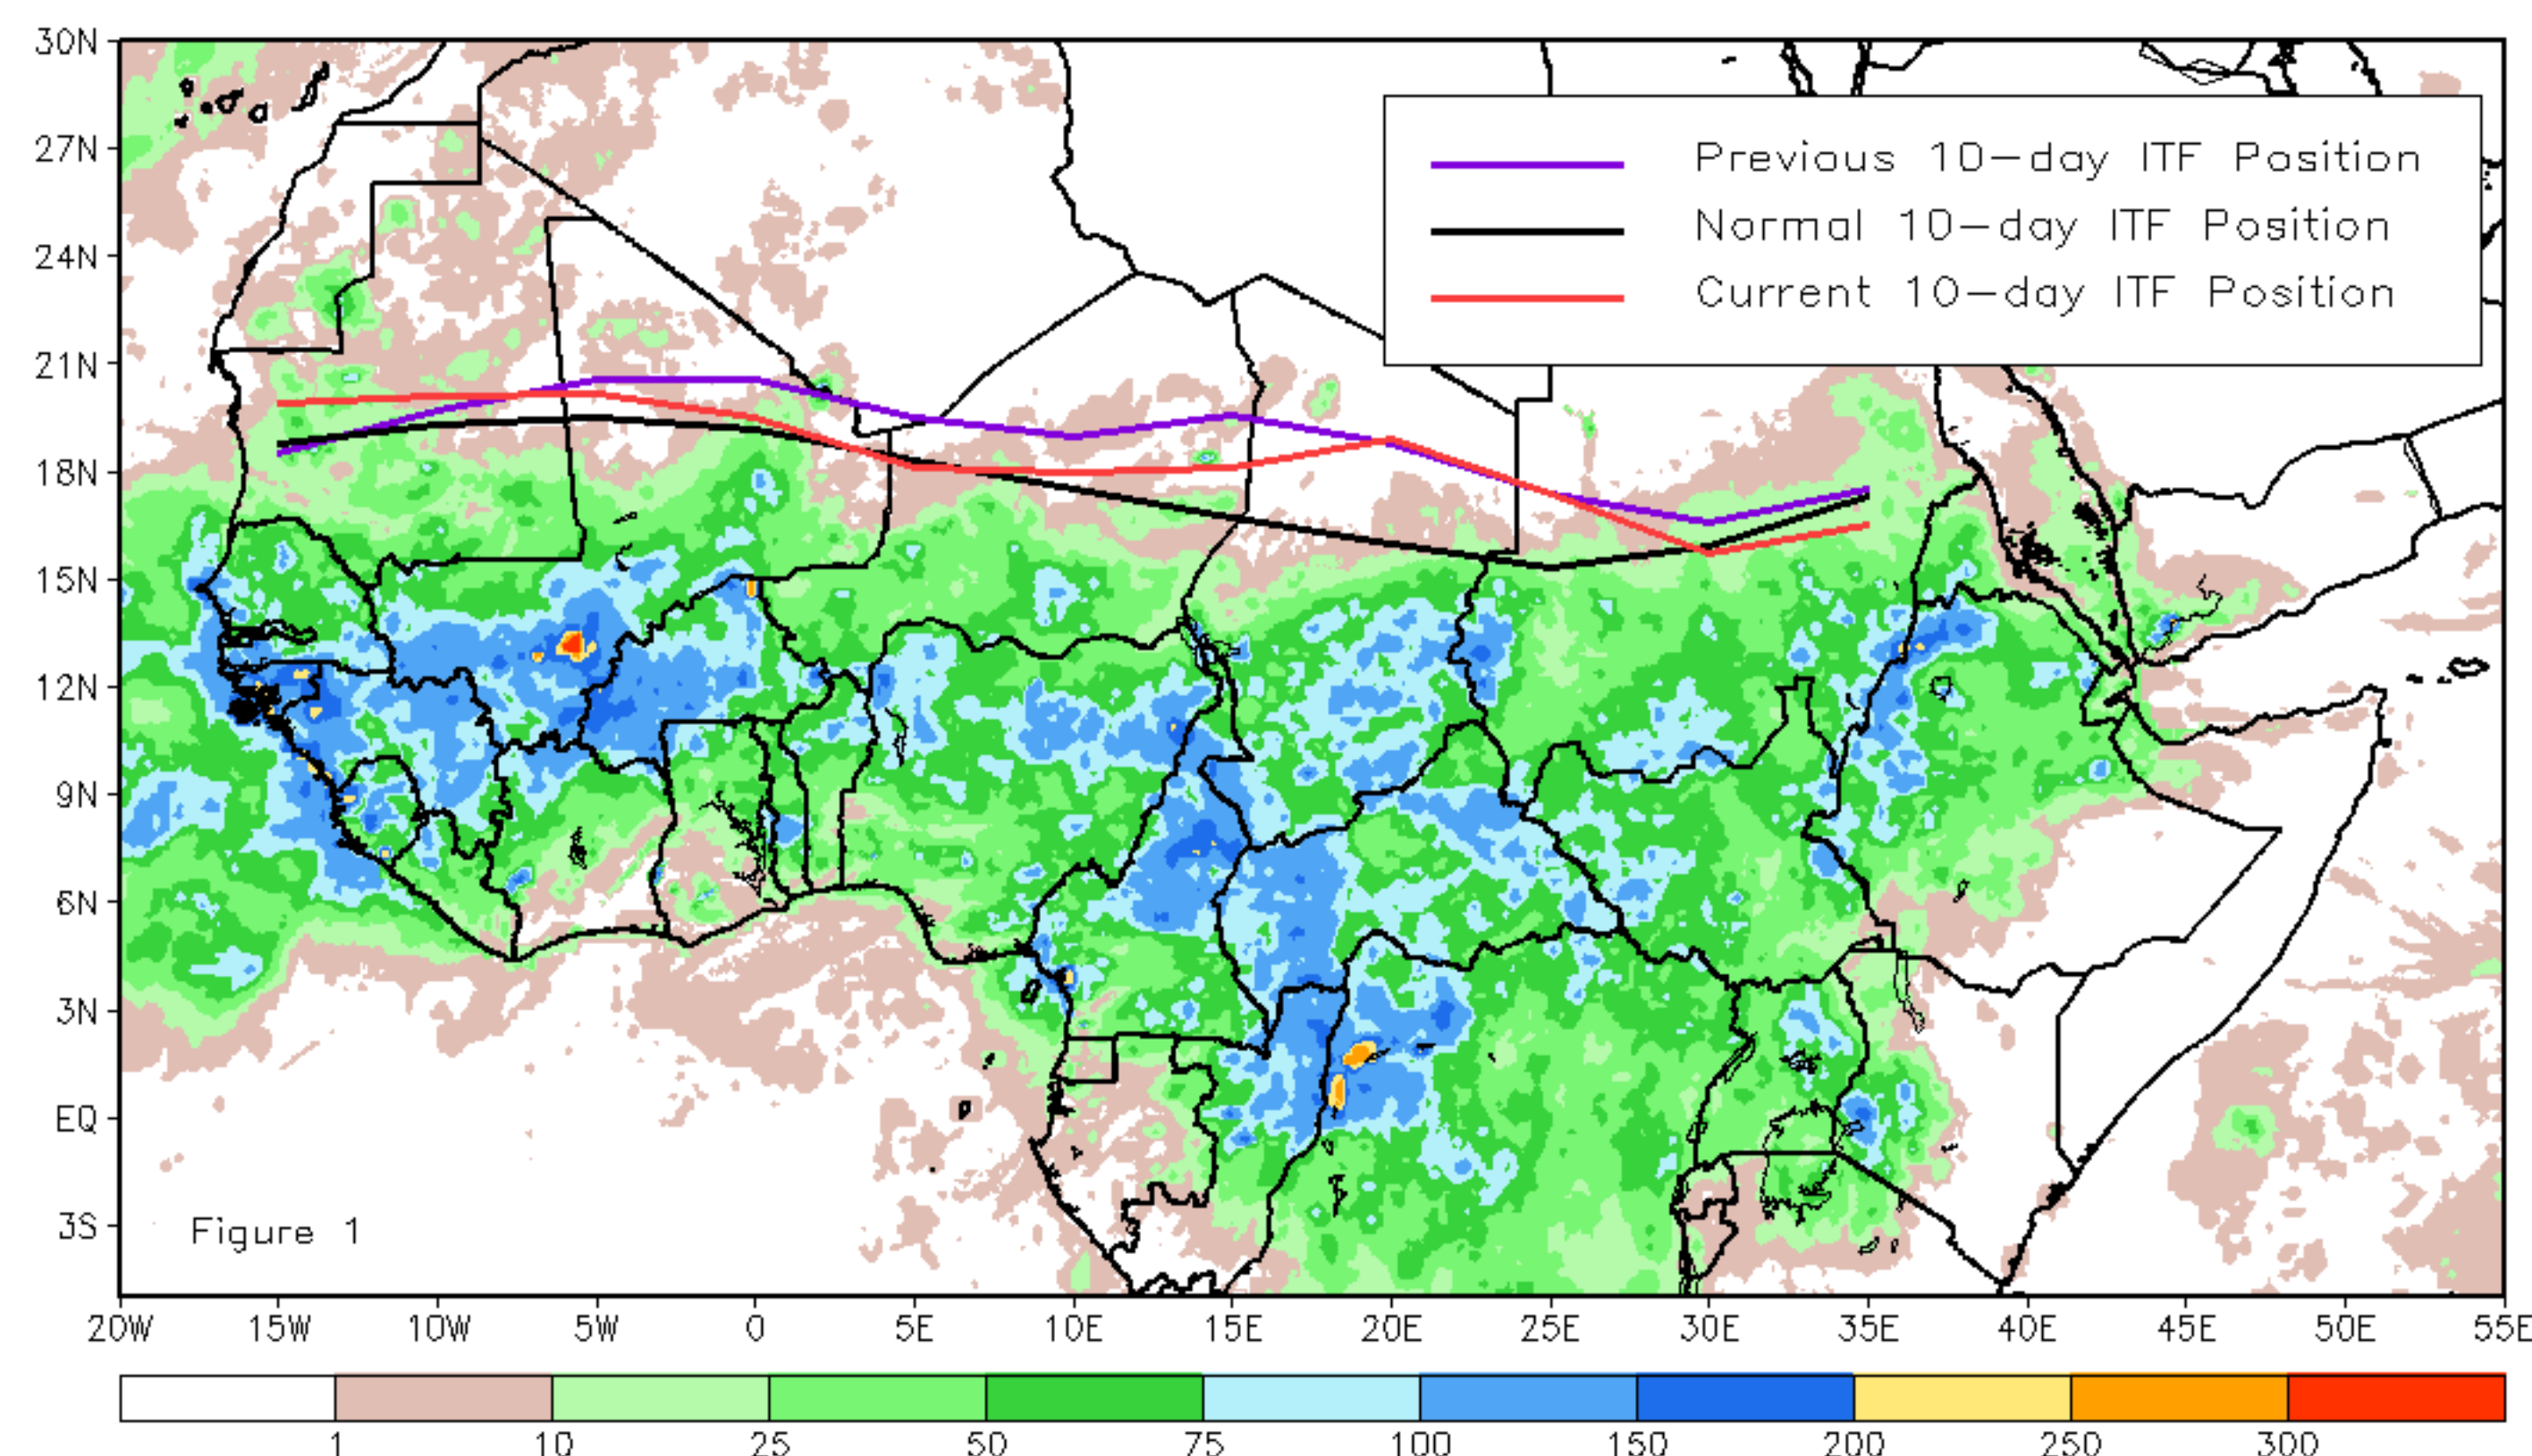 30N
27N
24N
21N
18N
15N
12N
9N
6N
3N
EQ
3S
Previous 10-day ITF Position
Normal 10-day ITF Position
Current 10-day ITF Position
Figure 1
20W 15W 10W 5W 0 5E 10E 15E 20E 25E 30E 35E 40E 45E 50E 55E
1 10 25 50 75 100 150 200 250 300